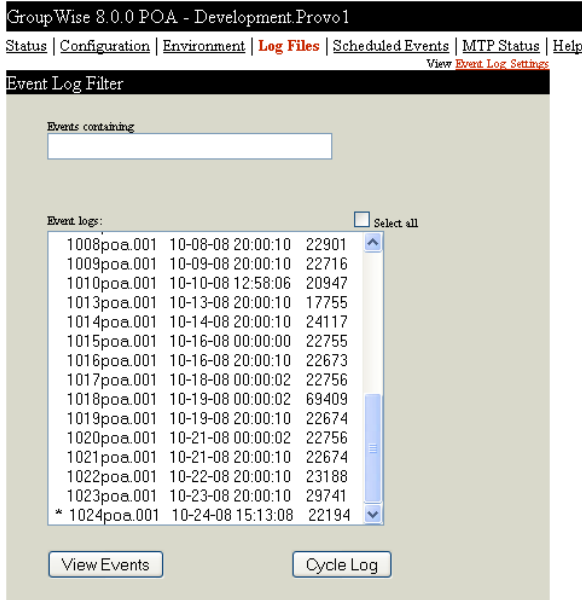 GroupWise 8.0.0 POA - Development.Provo1
Status | Configuration | Environment | Log Files | Scheduled Events | MTP Status | Help
View Event Log Settings
Event Log Filter
Events containing
Event logs:
Select all
1008poa.001 10-08-08 20:00:10 22901
1009poa.001 10-09-08 20:00:10 22716
1010poa.001 10-10-08 12:58:06 20947
1013poa.001 10-13-08 20:00:10 17755
1014poa.001 10-14-08 20:00:10 24117
1015poa.001 10-16-08 00:00:00 22755
1016poa.001 10-16-08 20:00:10 22673
1017poa.001 10-18-08 00:00:02 22756
1018poa.001 10-19-08 00:00:02 69409
1019poa.001 10-19-08 20:00:10 22674
1020poa.001 10-21-08 00:00:02 22756
1021poa.001 10-21-08 20:00:10 22674
1022poa.001 10-22-08 20:00:10 23188
1023poa.001 10-23-08 20:00:10 29741
* 1024poa.001 10-24-08 15:13:08 22194
View Events
Cycle Log